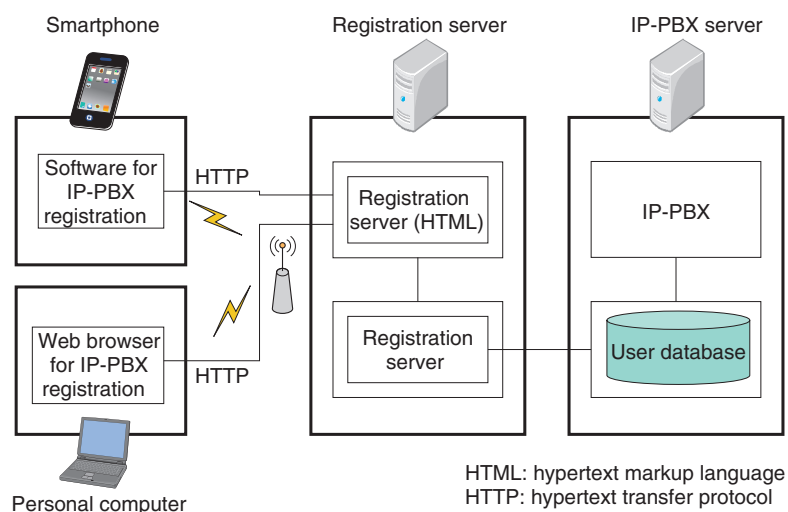 Smartphone
Registration server
IP-PBX server
Software for
IP-PBX
registration
HTTP
Registration
server (HTML)
IP-PBX
Web browser
for IP-PBX
registration
HTTP
Registration
server
User database
Personal computer
HTML: hypertext markup language
HTTP: hypertext transfer protocol